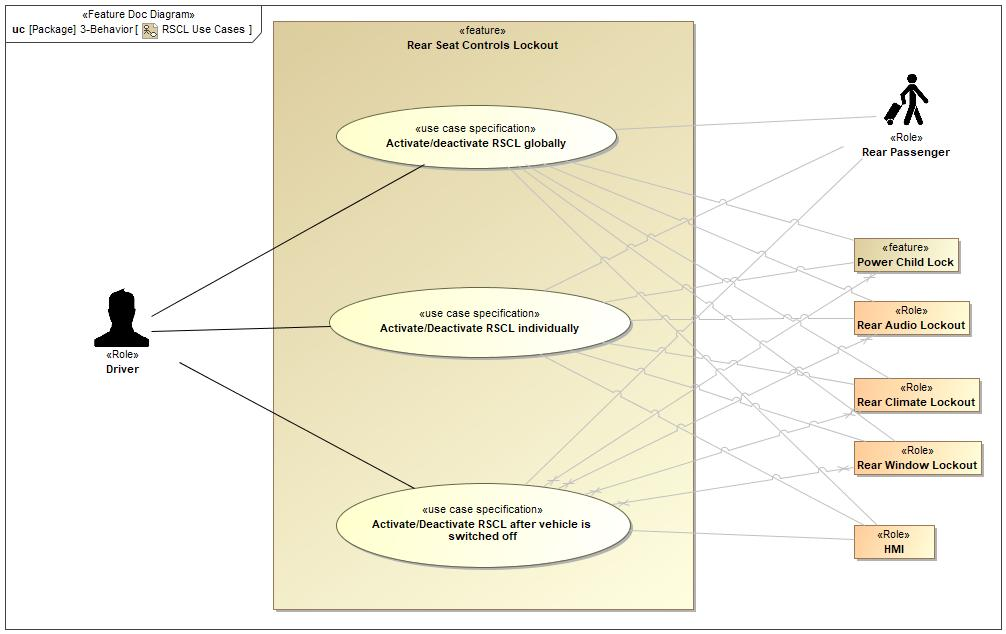 «Feature Doc Diagram»
uc [Package] 3-Behavior[ RSCL Use Cases ]
«feature»
Rear Seat Controls Lockout
«use case specification»
Activate/deactivate RSCL globally
«Role»
Rear Passenger
«feature»
Power Child Lock
«use case specification»
Activate/Deactivate RSCL individually
«Role»
Rear Audio Lockout
«Role»
Driver
«Role»
Rear Climate Lockout
«Role»
Rear Window Lockout
«use case specification»
Activate/Deactivate RSCL after vehicle is
switched off
«Role»
HMI